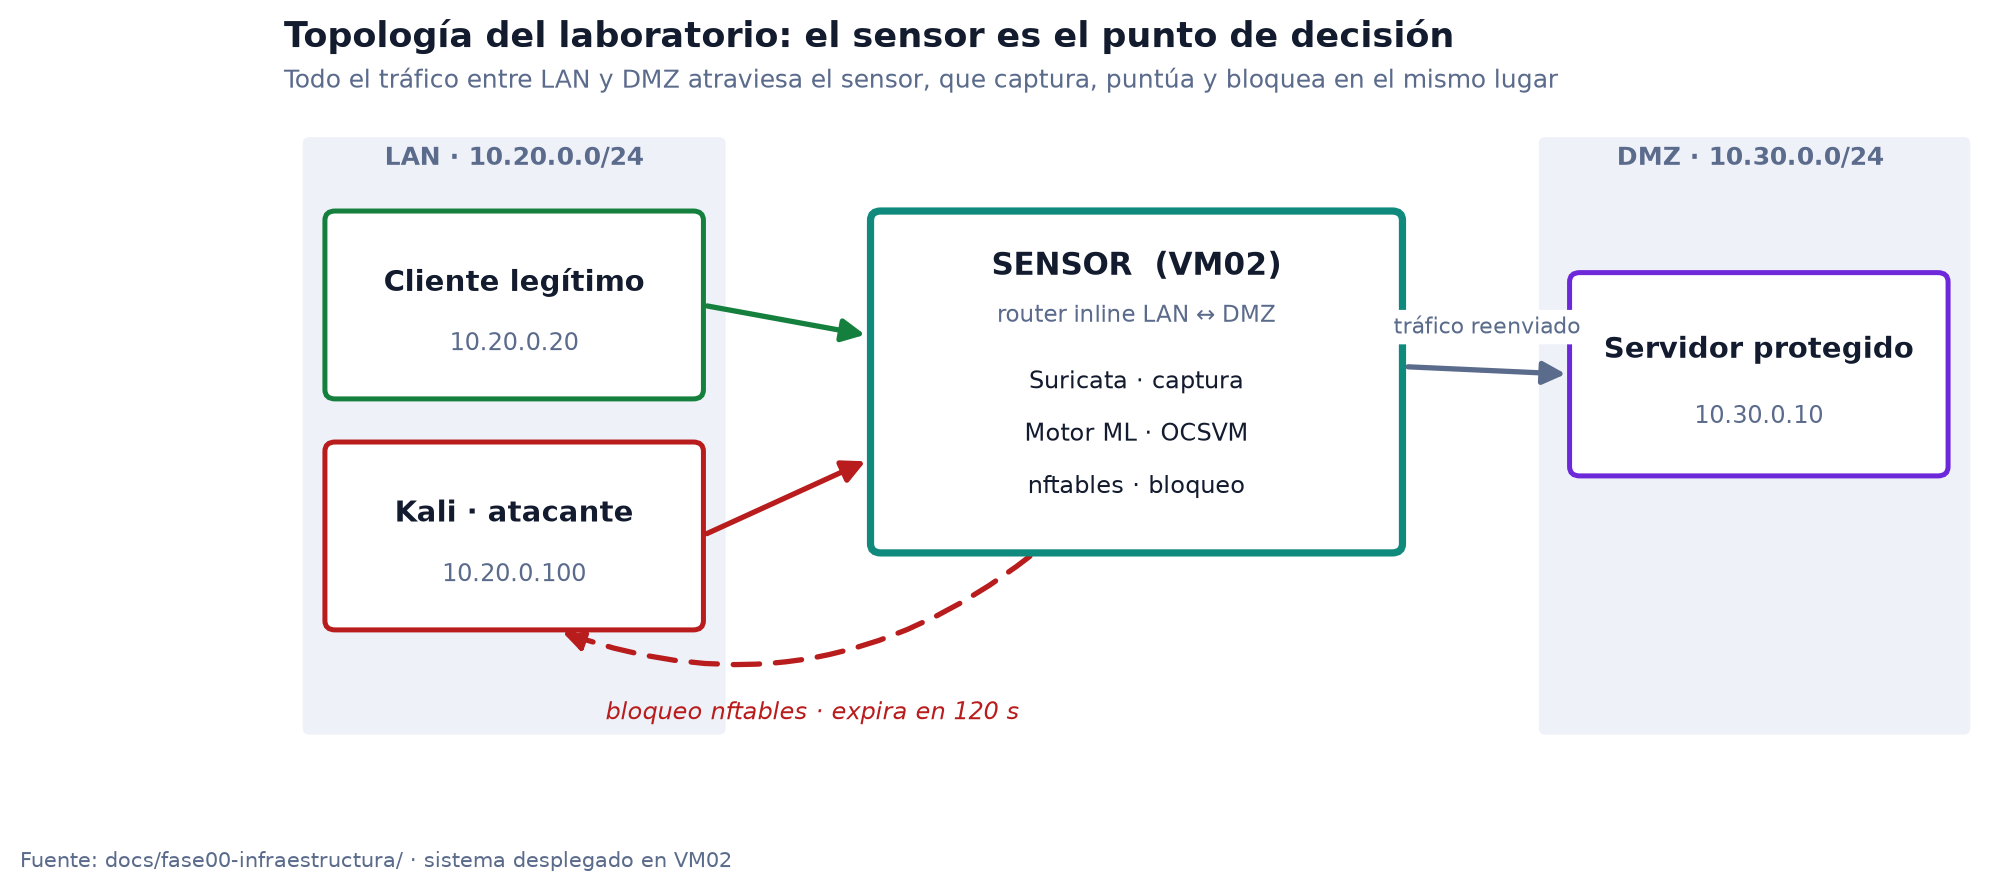 Topología del laboratorio: el sensor es el punto de decisión
Todo el tráfico entre LAN y DMZ atraviesa el sensor, que captura, puntúa y bloquea en el mismo lugar
LAN · 10.20.0.0/24
Cliente legítimo
10.20.0.20
Kali · atacante
10.20.0.100
SENSOR (VM02)
router inline LAN ↔ DMZ
Suricata · captura
Motor ML · OCSVM
nftables · bloqueo
tráfico reenviado
DMZ · 10.30.0.0/24
Servidor protegido
10.30.0.10
bloqueo nftables · expira en 120 s
Fuente: docs/fase00-infraestructura/ · sistema desplegado en VM02